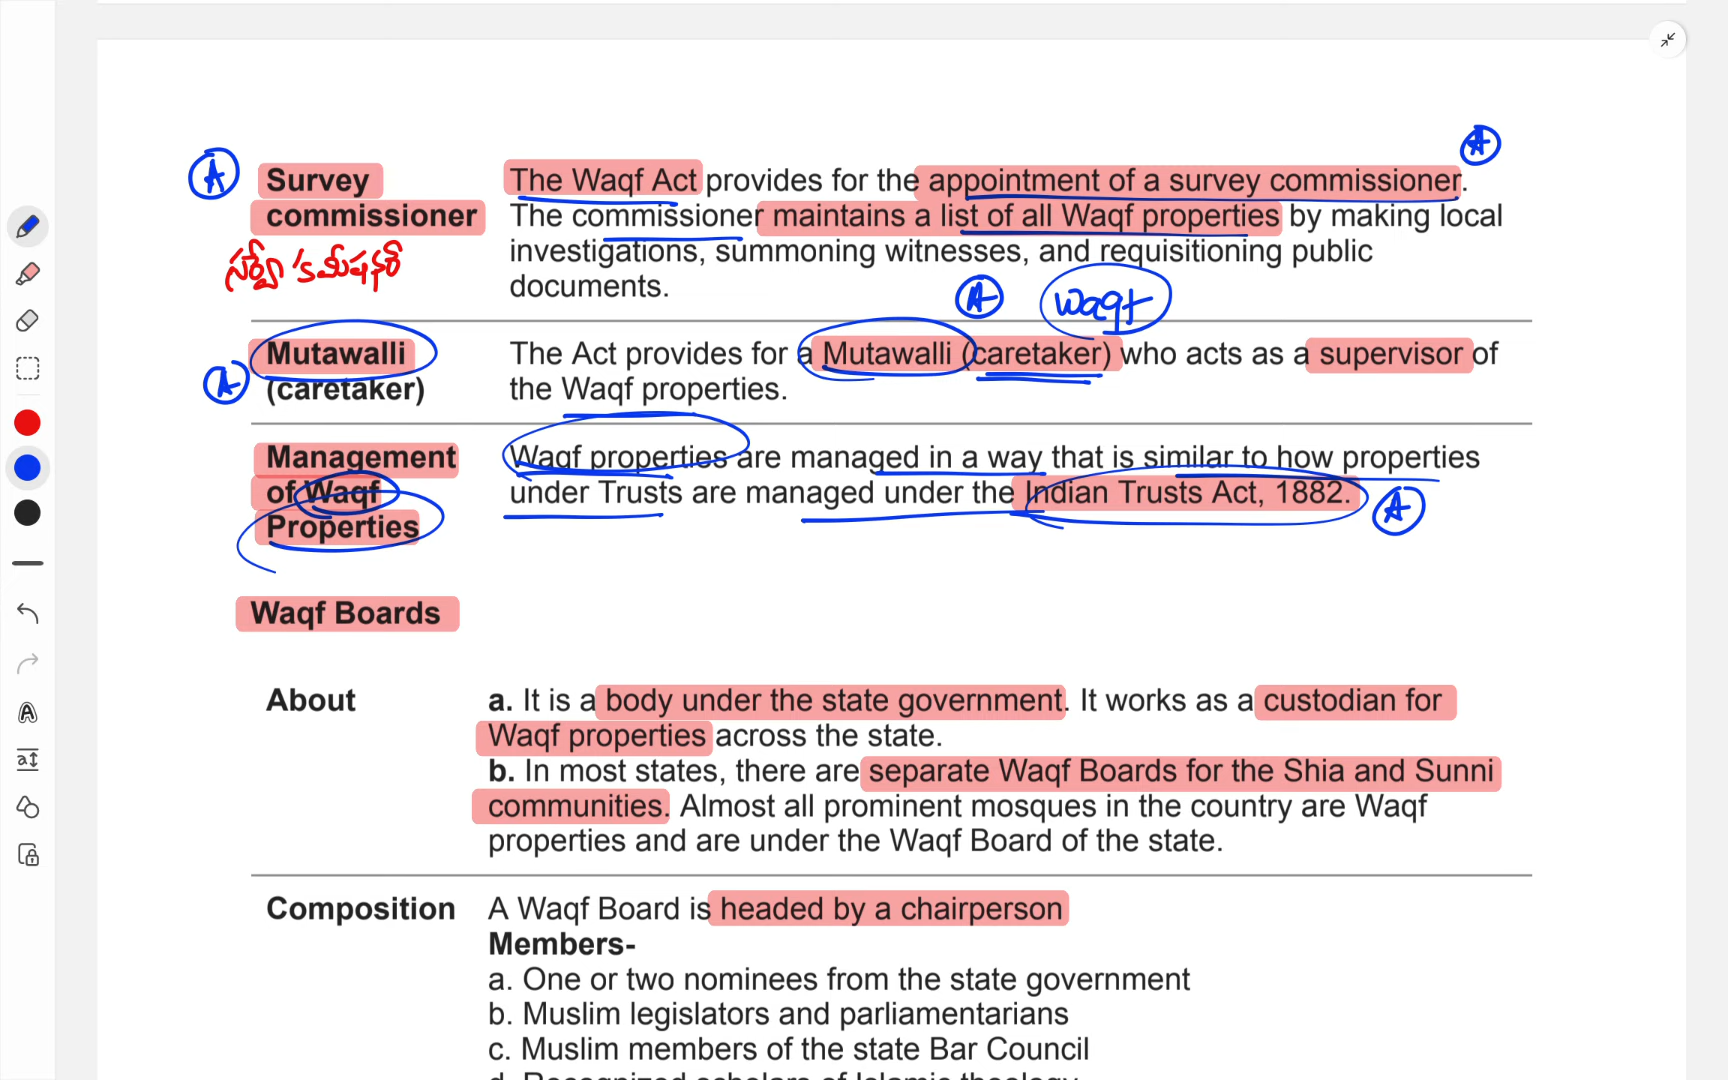 Survey
commissioner
The Waqf Act provides for the appointment of a survey commissioner.
The commissioner maintains a list of all Waqf properties by making local
investigations, summoning witnesses, and requisitioning public
documents.
waqf
Mutawalli
(caretaker)
The Act provides for a Mutawalli (caretaker) who acts as a supervisor of
the Waqf properties.
Management
of Waqf
Properties
Waqf properties are managed in a way that is similar to how properties
under Trusts are managed under the Indian Trusts Act, 1882.
Waqf Boards
About
a. It is a body under the state government. It works as a custodian for
Waqf properties across the state.
b. In most states, there are separate Waqf Boards for the Shia and Sunni
communities. Almost all prominent mosques in the country are Waqf
properties and are under the Waqf Board of the state.
Composition
A Waqf Board is headed by a chairperson
Members-
a. One or two nominees from the state government
b. Muslim legislators and parliamentarians
c. Muslim members of the state Bar Council
d. Recognized scholars of Islamic theology